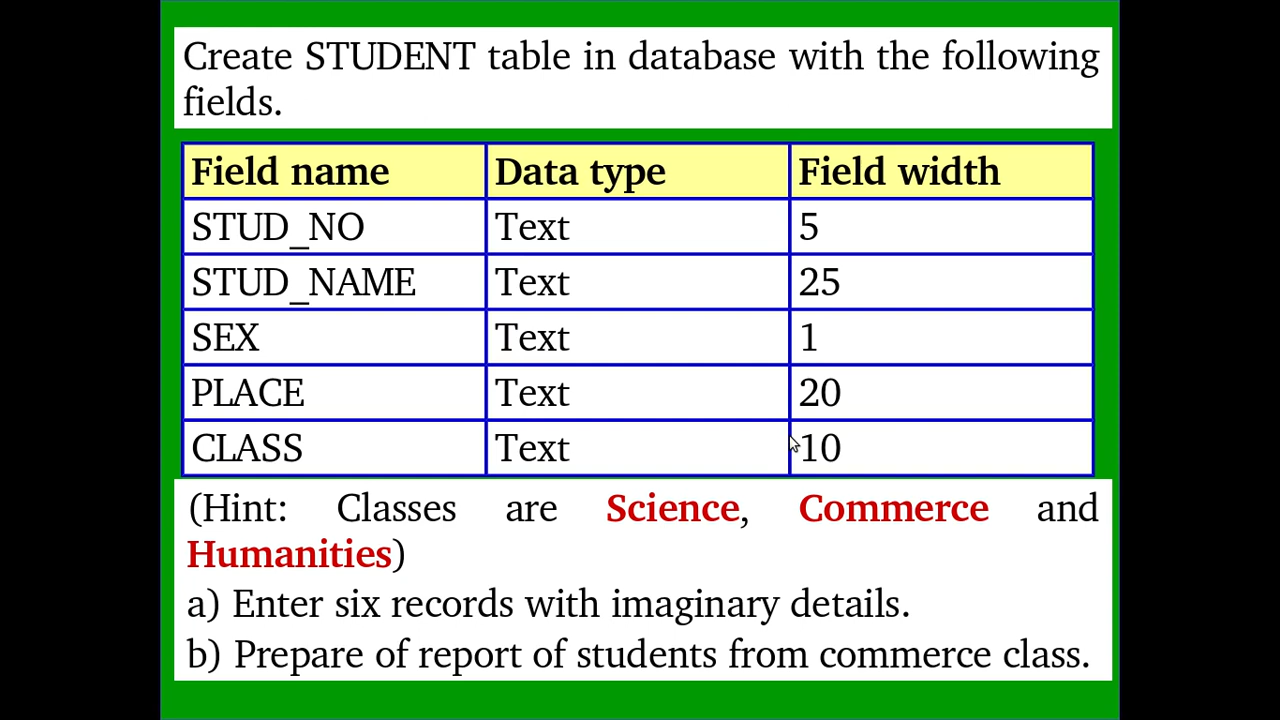 Create STUDENT table in database with the following
fields.
Field name Data type Field width
STUD_NO Text 5
STUD_NAME Text 25
SEX Text 1
PLACE Text 20
CLASS Text 10
(Hint: Classes are Science, Commerce and
Humanities)
a) Enter six records with imaginary details.
b) Prepare of report of students from commerce class.